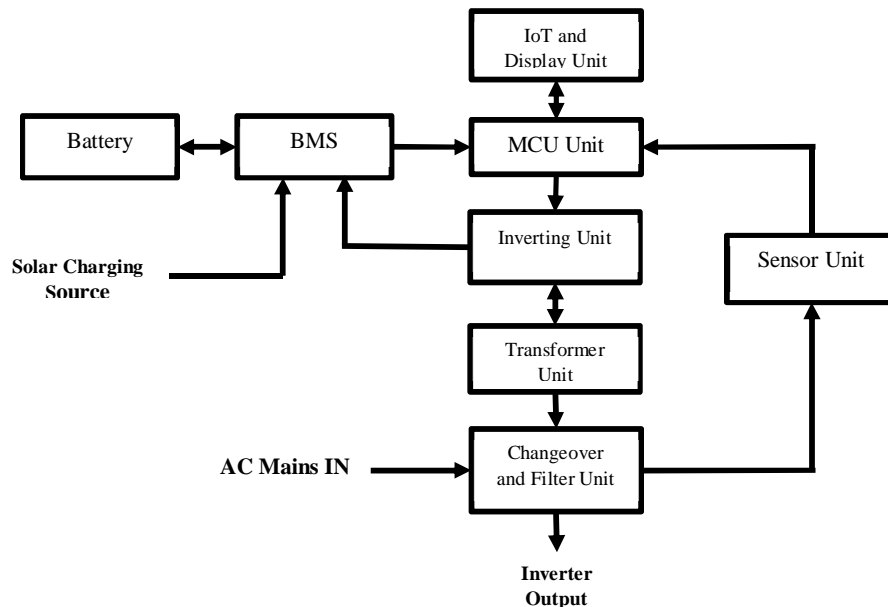 IoT and
Display Unit
Battery
BMS
MCU Unit
Inverting Unit
Sensor Unit
Solar Charging
Source
Transformer
Unit
Changeover
and Filter Unit
AC Mains IN
Inverter
Output